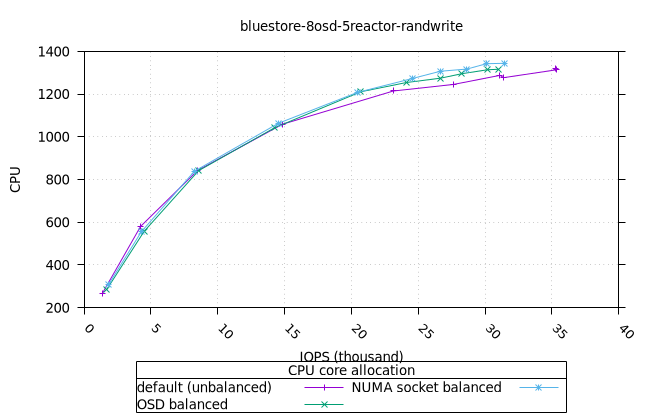 bluestore-8osd-5reactor-randwrite
1400
1200
1000
800
600
400
200
CPU
0 5 10 15 20 25 30 35 40
IOPS (thousand)
CPU core allocation
default (unbalanced) NUMA socket balanced
OSD balanced